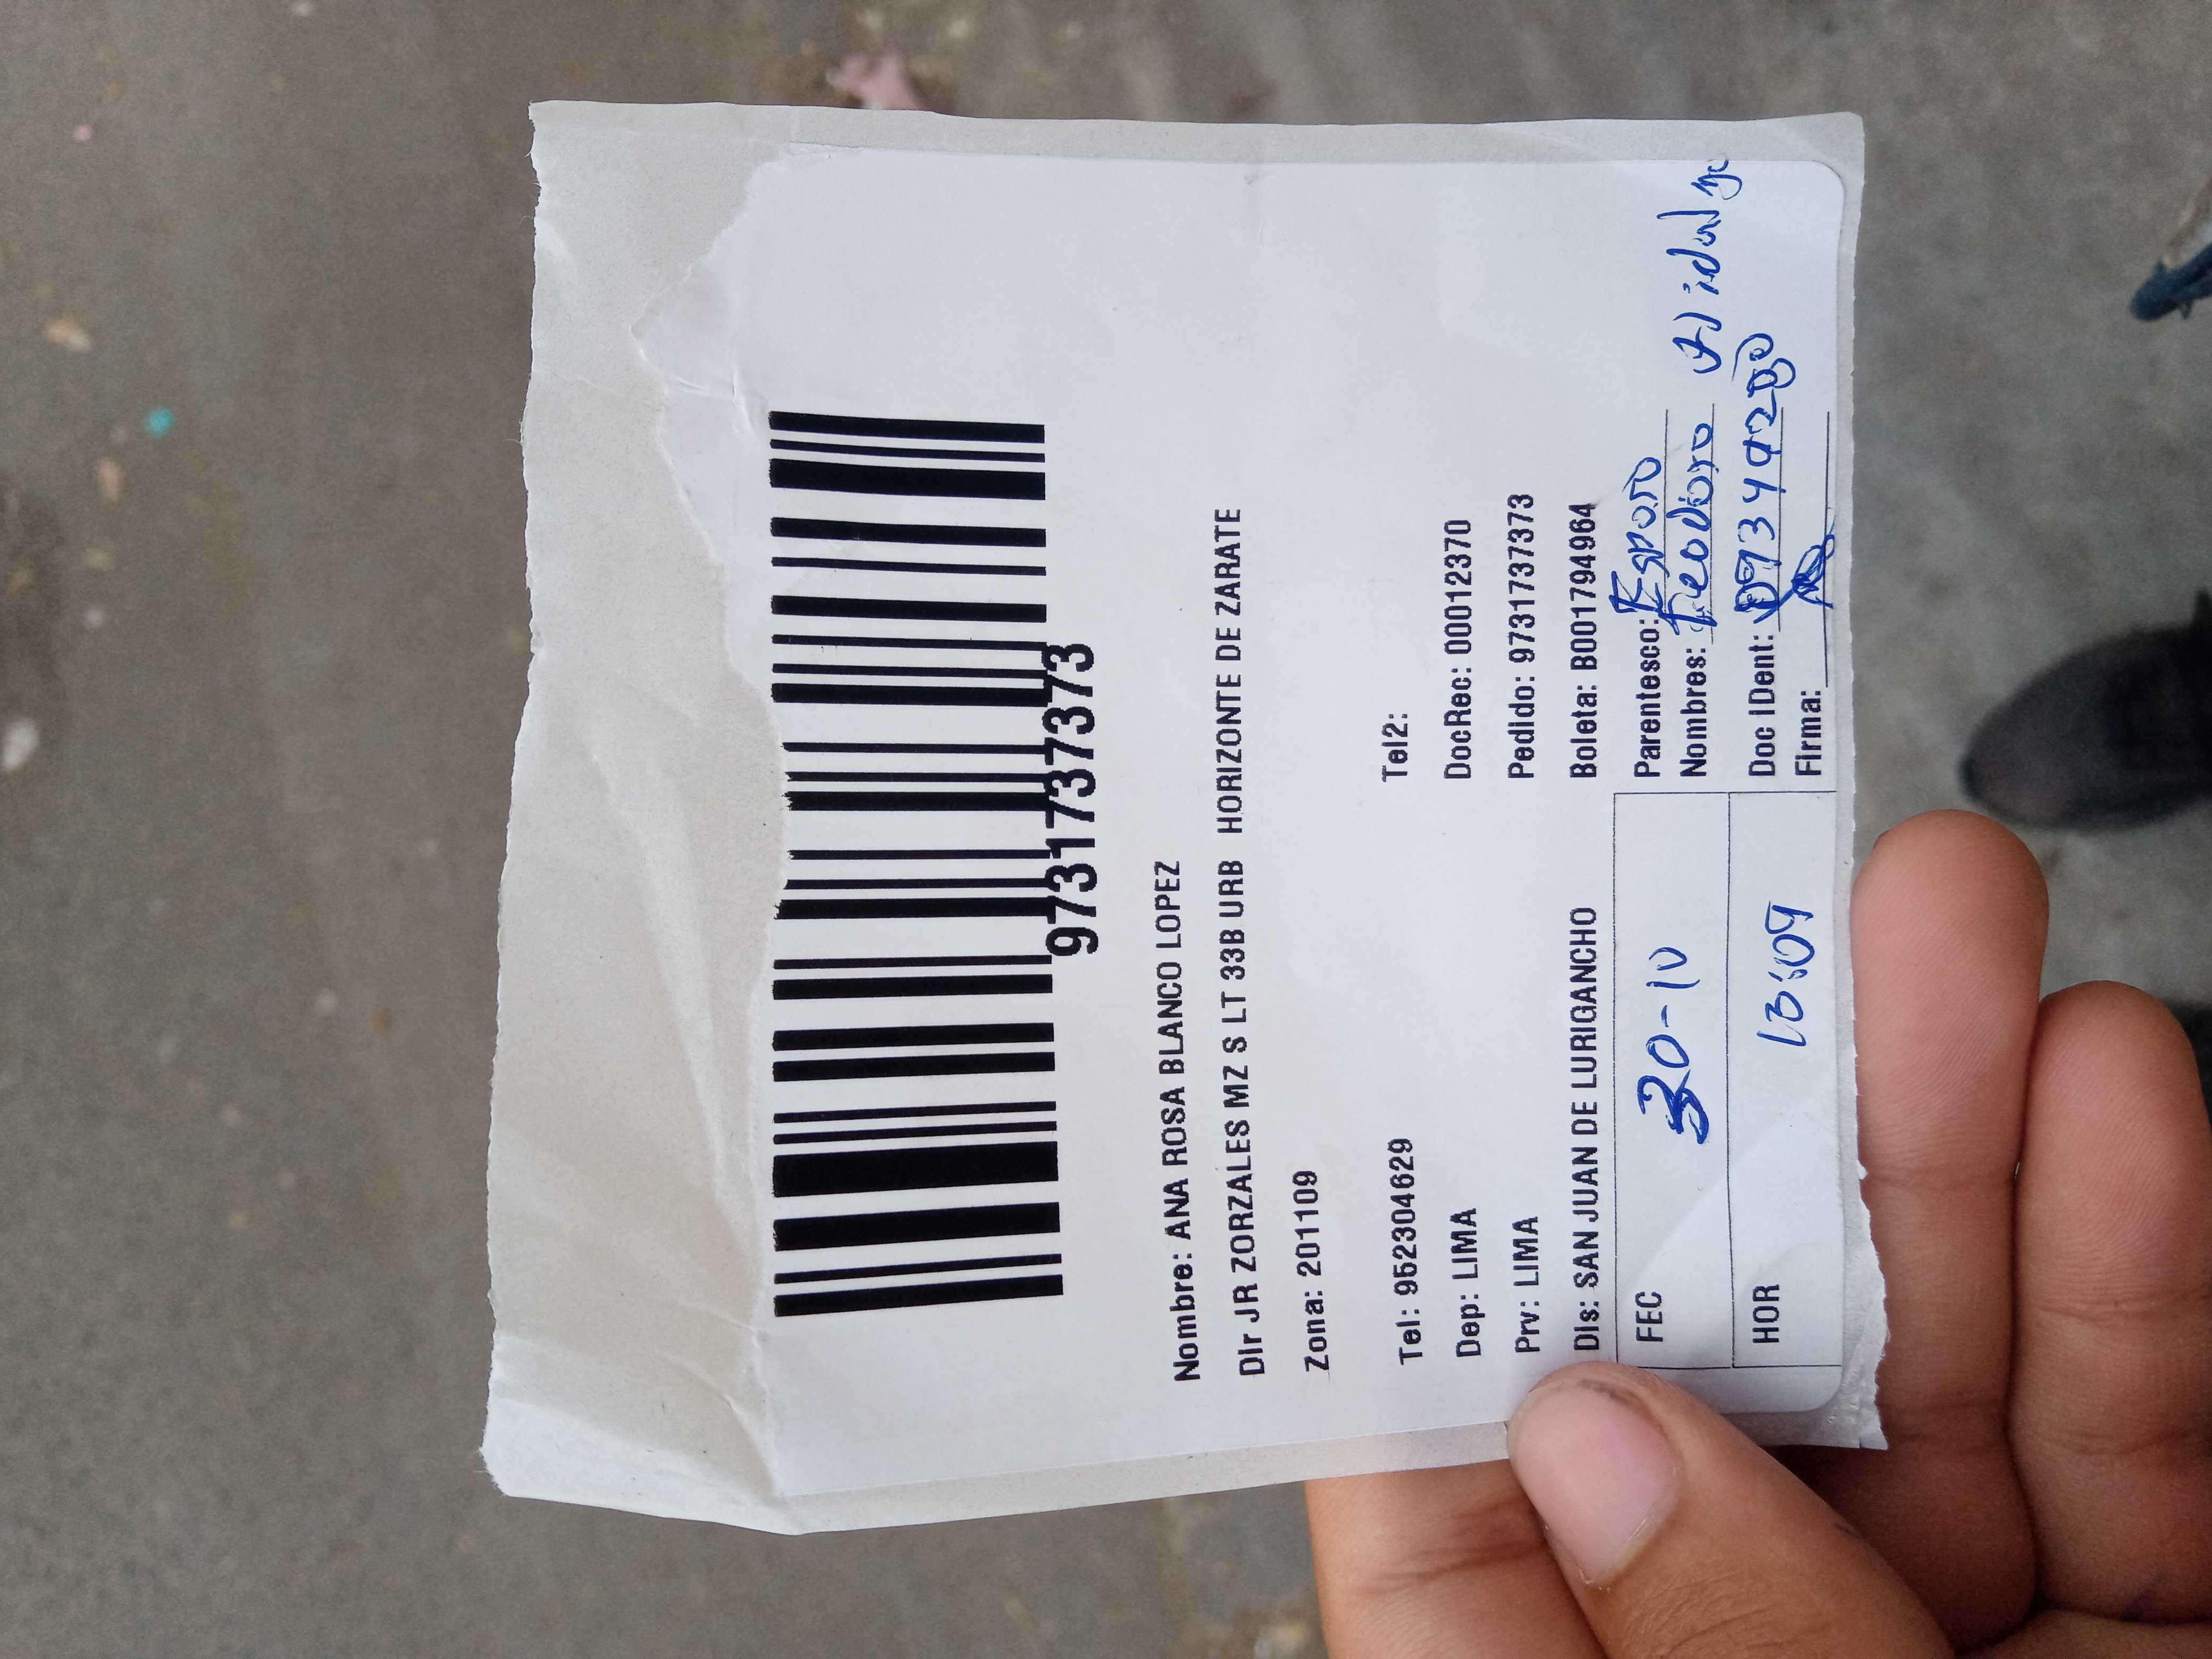 9731737373
Nombre: ANA ROSA BLANCO LOPEZ
Dir JR ZORZALES MZ S LT 33B URB HORIZONTE DE ZARATE
Zona: 201109
Tel: 952304629 Tel2:
Dep: LIMA DocRec: 00012370
Prv: LIMA Pedido: 9731737373
Dis: SAN JUAN DE LURIGANCHO Boleta: B001794964
FEC 30-10 Parentesco: Esposo
Nombres: Teodoro Hidalgo
HOR 13:09 Doc IDent:
Firma: